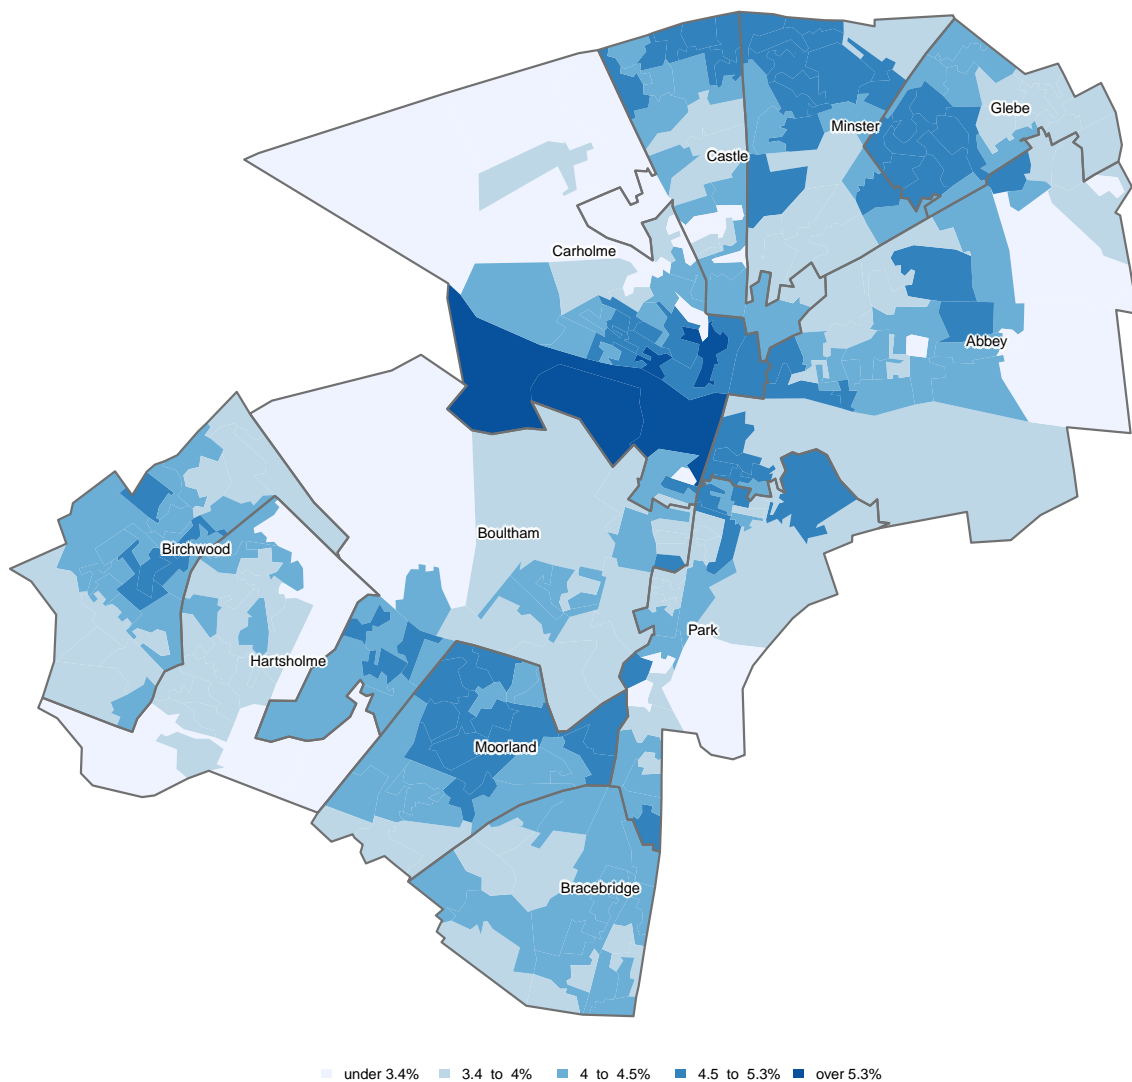 Glebe
Minster
Castle
Carholme
Abbey
Boultham
Birchwood
Park
Hartsholme
Moorland
Bracebridge
under 3.4% 3.4 to 4% 4 to 4.5% 4.5 to 5.3% over 5.3%